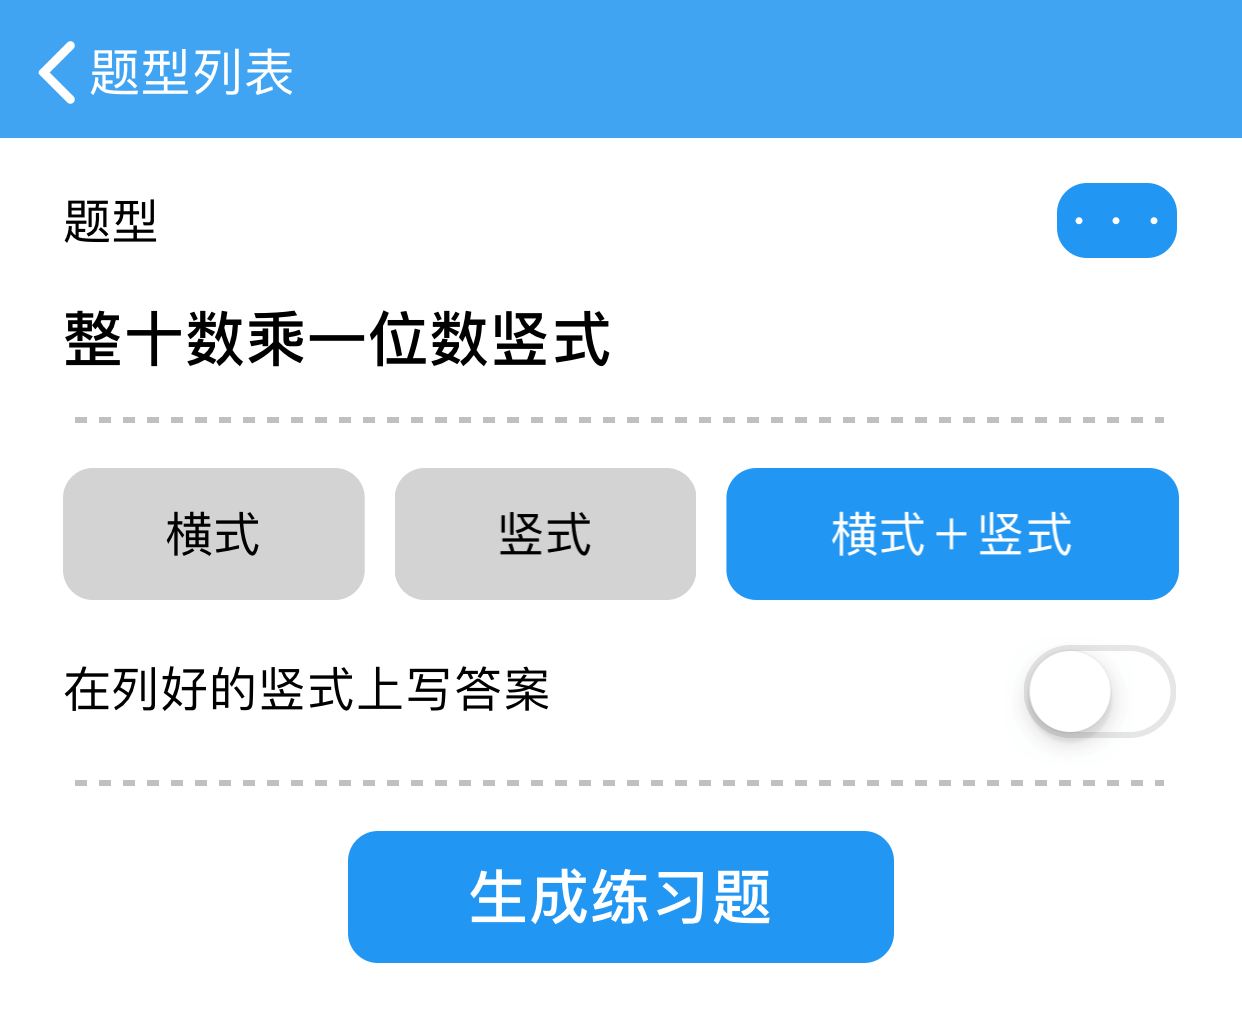 题型列表
题型
整十数乘一位数竖式
横式 竖式 横式+竖式
在列好的竖式上写答案
生成练习题